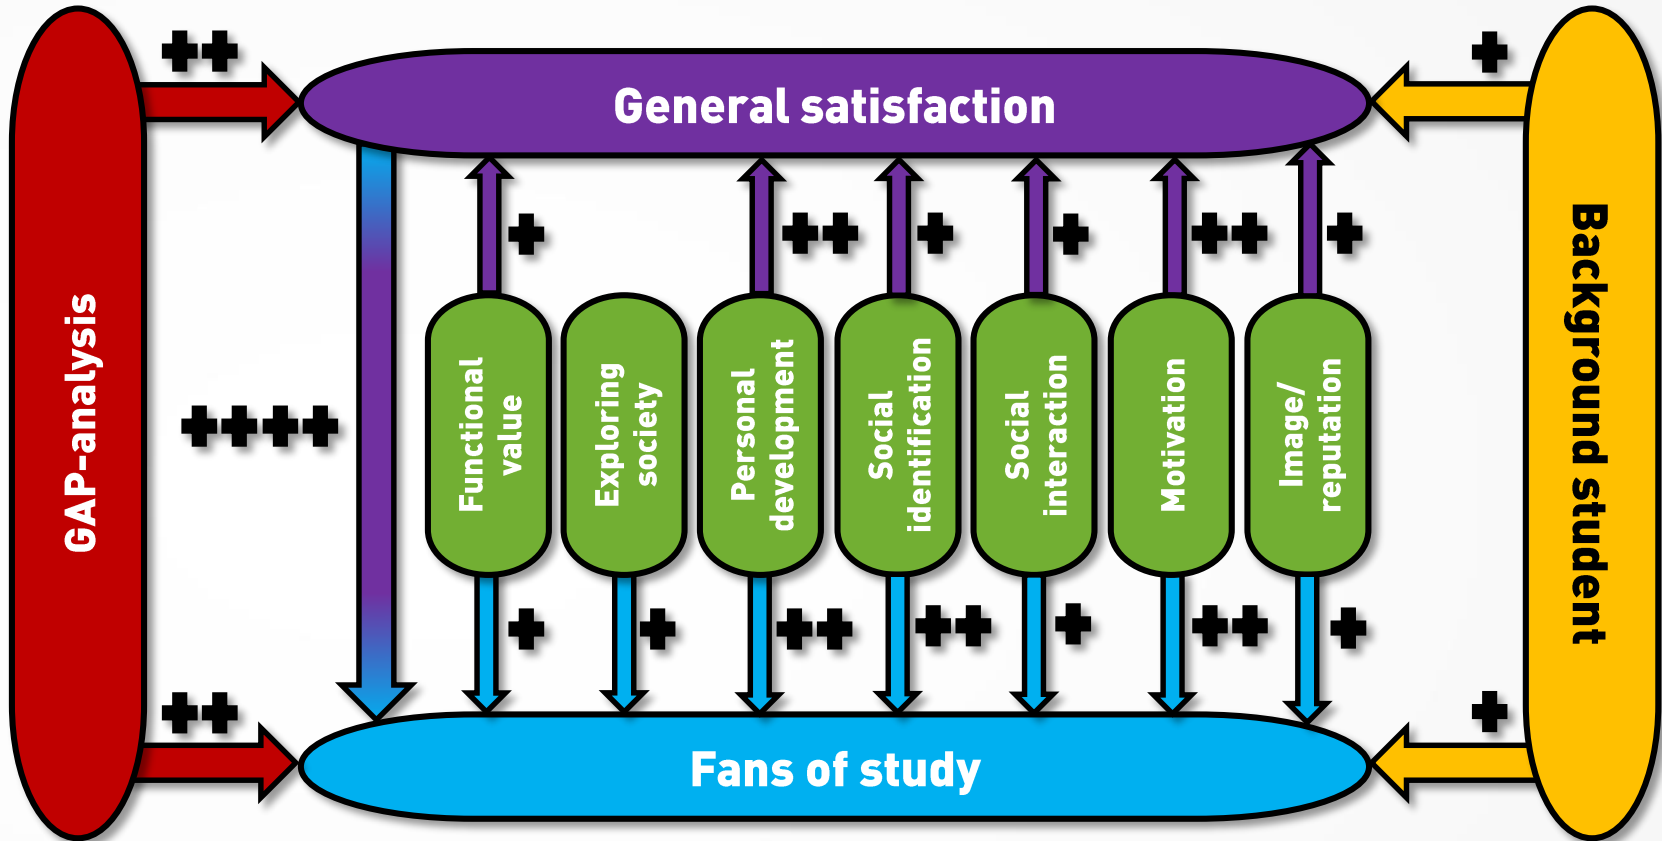 ++
+
General satisfaction
+
++
+
+
++
+
GAP-analysis
++++
Functional
value
Exploring
society
Personal
development
Social
identification
Social
interaction
Motivation
Image/
reputation
Background student
+
+
++
++
+
++
+
++
+
Fans of study